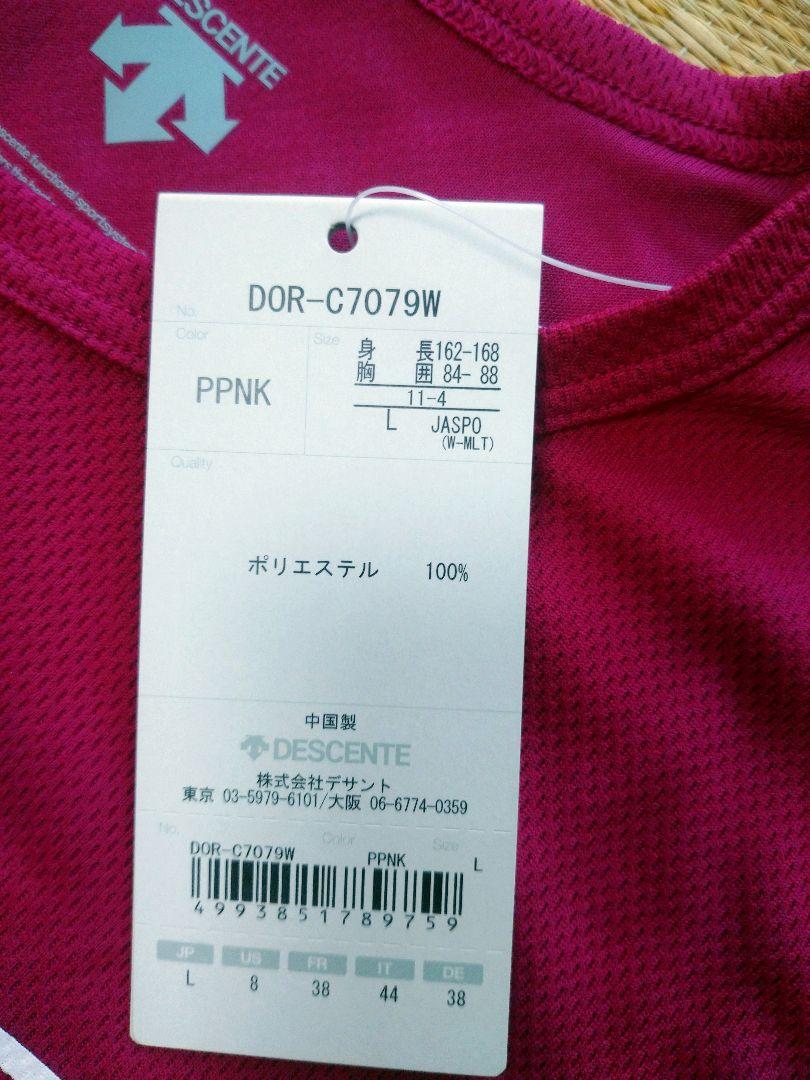 DESCENTE
descente functional sportsystem
No. DOR-C7079W
Color
PPNK
Size
身 長162-168
胸 囲 84- 88
11-4
L JASPO
(W-MLT)
Quality
ポリエステル 100%
中国製
DESCENTE
株式会社デサント
東京 03-5979-6101/大阪 06-6774-0359
No. Color Size
DOR-C7079W PPNK L
4993851789759
JP US FR IT DE
L 8 38 44 38